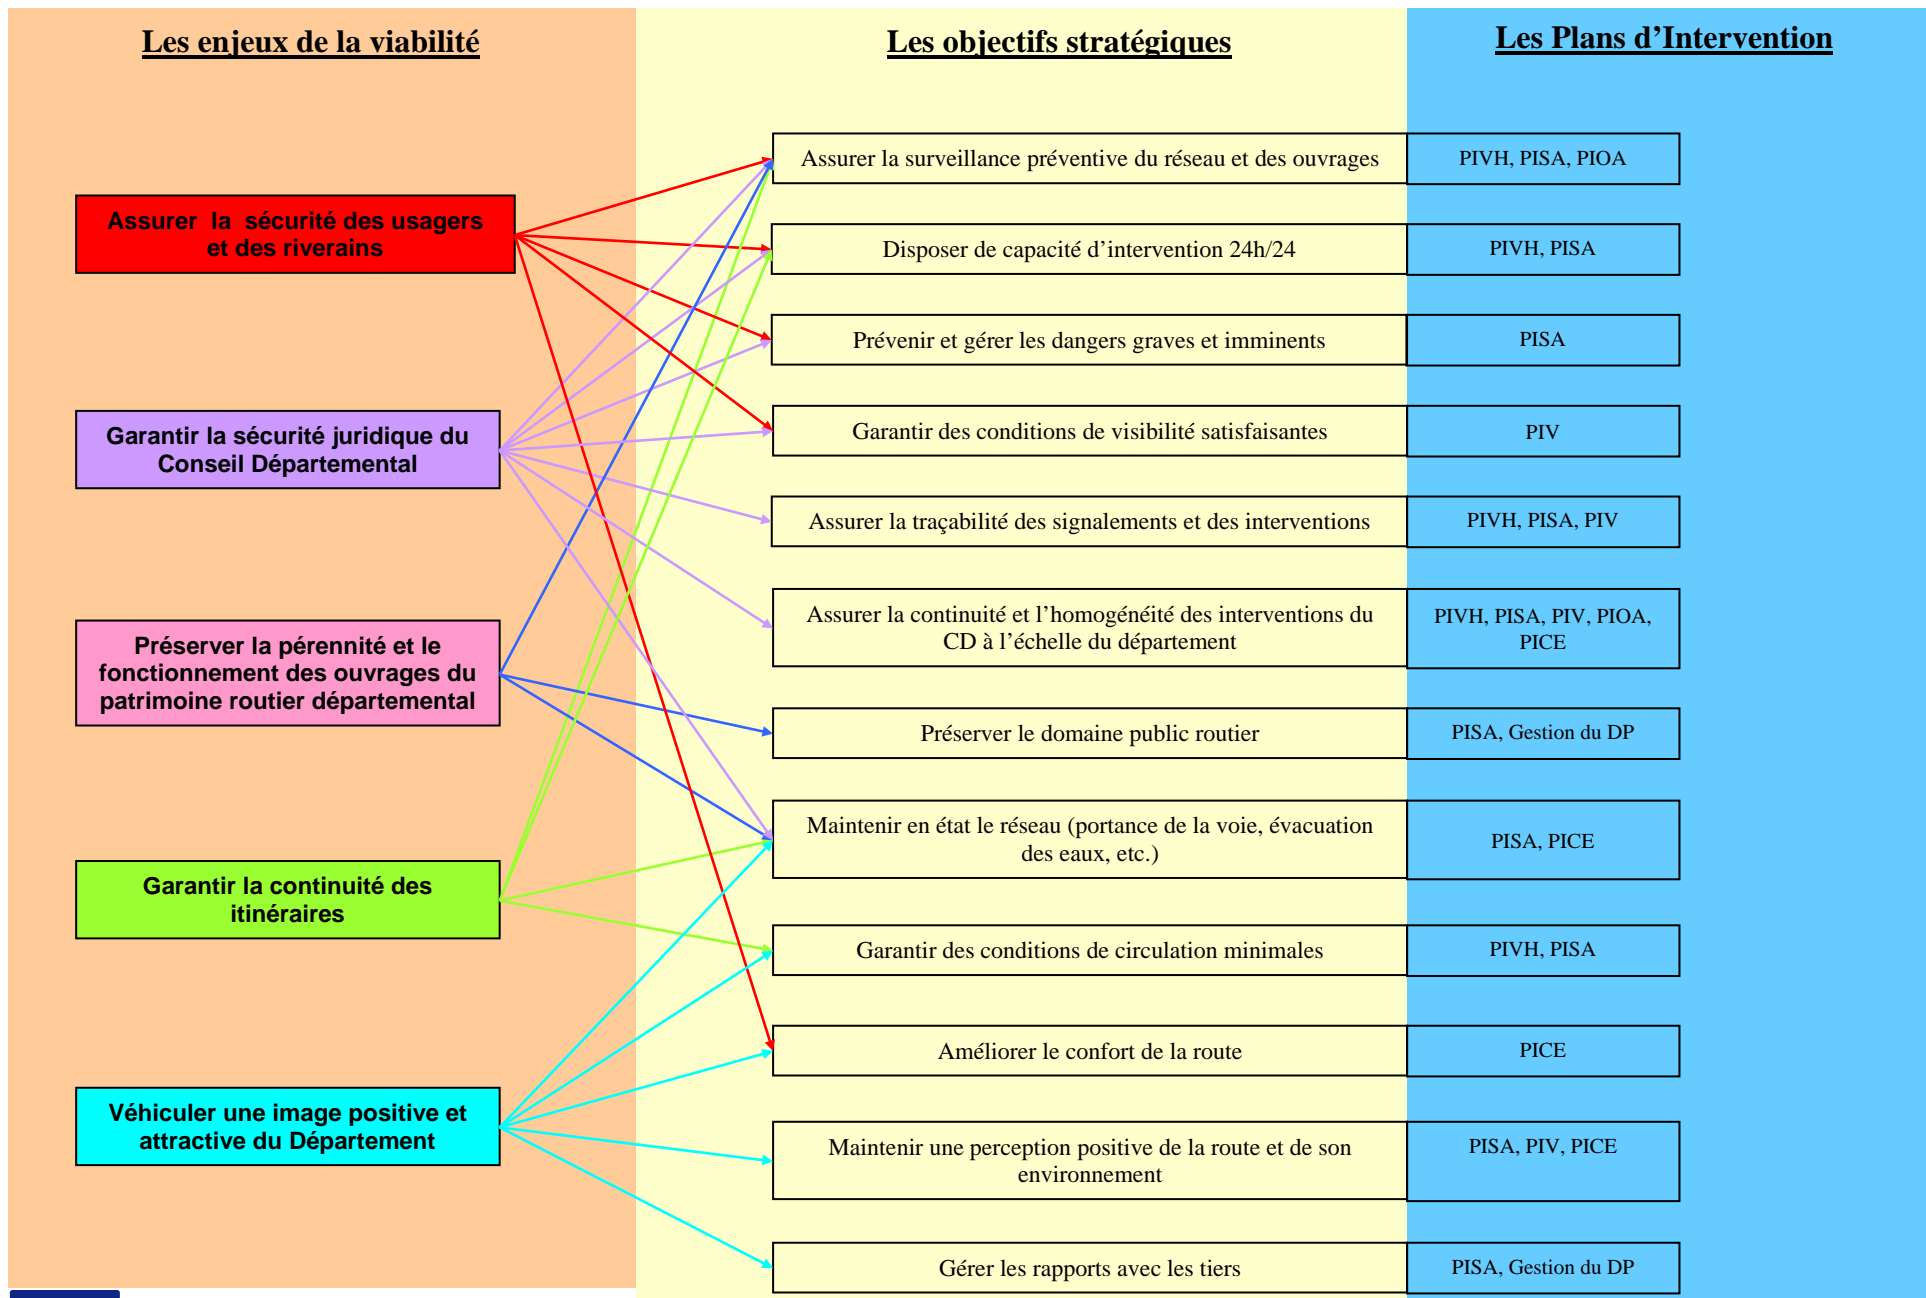 Les enjeux de la viabilité
Les objectifs stratégiques
Les Plans d’Intervention
Assurer la sécurité des usagers
et des riverains
Garantir la sécurité juridique du
Conseil Départemental
Préserver la pérennité et le
fonctionnement des ouvrages du
patrimoine routier départemental
Garantir la continuité des
itinéraires
Véhiculer une image positive et
attractive du Département
Assurer la surveillance préventive du réseau et des ouvrages
PIVH, PISA, PIOA
Disposer de capacité d’intervention 24h/24
PIVH, PISA
Prévenir et gérer les dangers graves et imminents
PISA
Garantir des conditions de visibilité satisfaisantes
PIV
Assurer la traçabilité des signalements et des interventions
PIVH, PISA, PIV
Assurer la continuité et l’homogénéité des interventions du
CD à l’échelle du département
PIVH, PISA, PIV, PIOA,
PICE
Préserver le domaine public routier
PISA, Gestion du DP
Maintenir en état le réseau (portance de la voie, évacuation
des eaux, etc.)
PISA, PICE
Garantir des conditions de circulation minimales
PIVH, PISA
Améliorer le confort de la route
PICE
Maintenir une perception positive de la route et de son
environnement
PISA, PIV, PICE
Gérer les rapports avec les tiers
PISA, Gestion du DP